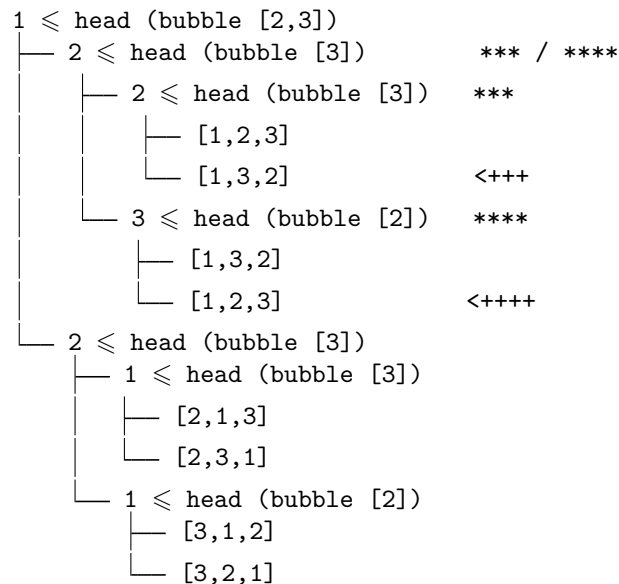 1 ⩽ head (bubble [2,3])
2 ⩽ head (bubble [3]) *** / ****
2 ⩽ head (bubble [3]) ***
[1,2,3]
[1,3,2] <+++
3 ⩽ head (bubble [2]) ****
[1,3,2]
[1,2,3] <++++
2 ⩽ head (bubble [3])
1 ⩽ head (bubble [3])
[2,1,3]
[2,3,1]
1 ⩽ head (bubble [2])
[3,1,2]
[3,2,1]